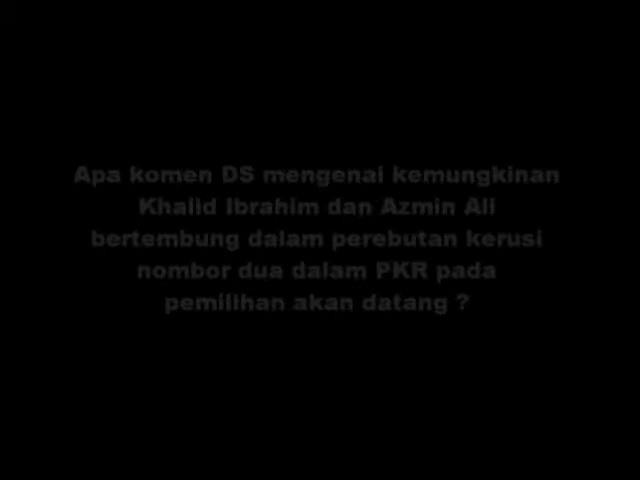 Apa komen DS mengenai kemungkinan
Khalid Ibrahim dan Azmin Ali
bertembung dalam perebutan kerusi
nombor dua dalam PKR pada
pemilihan akan datang ?